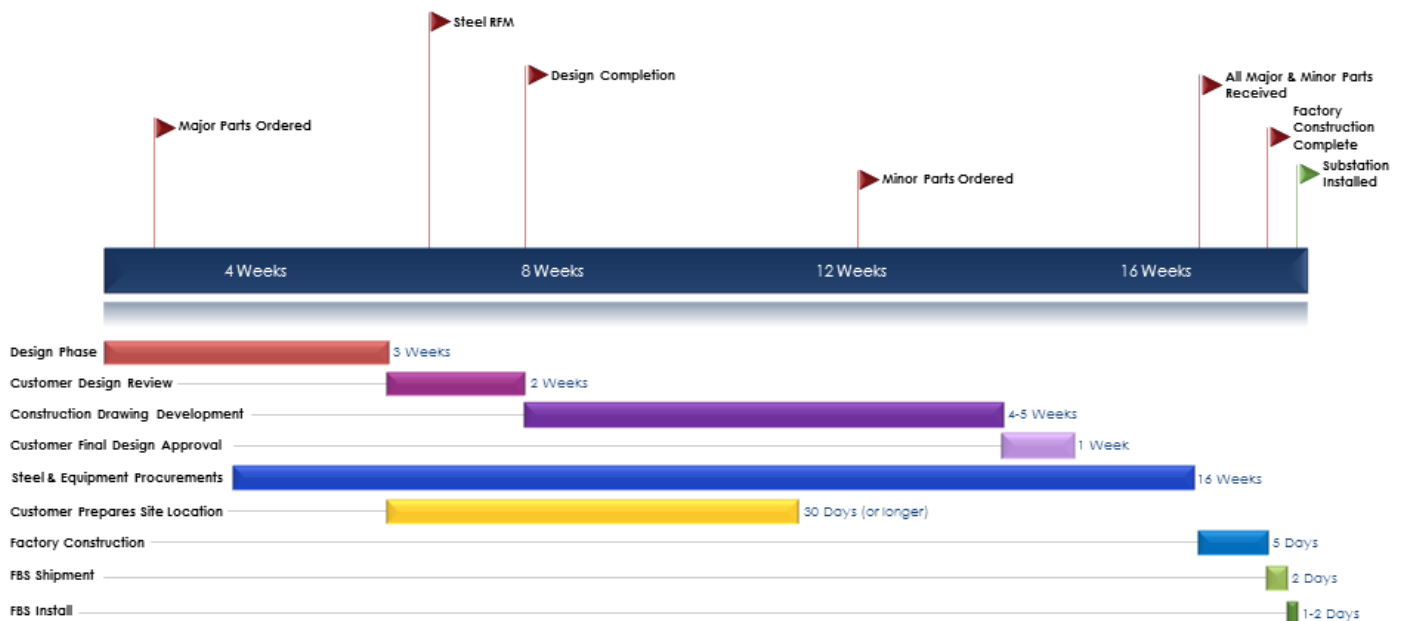 Steel RFM
Design Completion
All Major & Minor Parts
Received
Major Parts Ordered
Factory
Construction
Complete
Minor Parts Ordered
Substation
Installed
4 Weeks
8 Weeks
12 Weeks
16 Weeks
Design Phase
3 Weeks
Customer Design Review
2 Weeks
Construction Drawing Development
4-5 Weeks
Customer Final Design Approval
1 Week
Steel & Equipment Procurements
16 Weeks
Customer Prepares Site Location
30 Days (or longer)
Factory Construction
5 Days
FBS Shipment
2 Days
FBS Install
1-2 Days